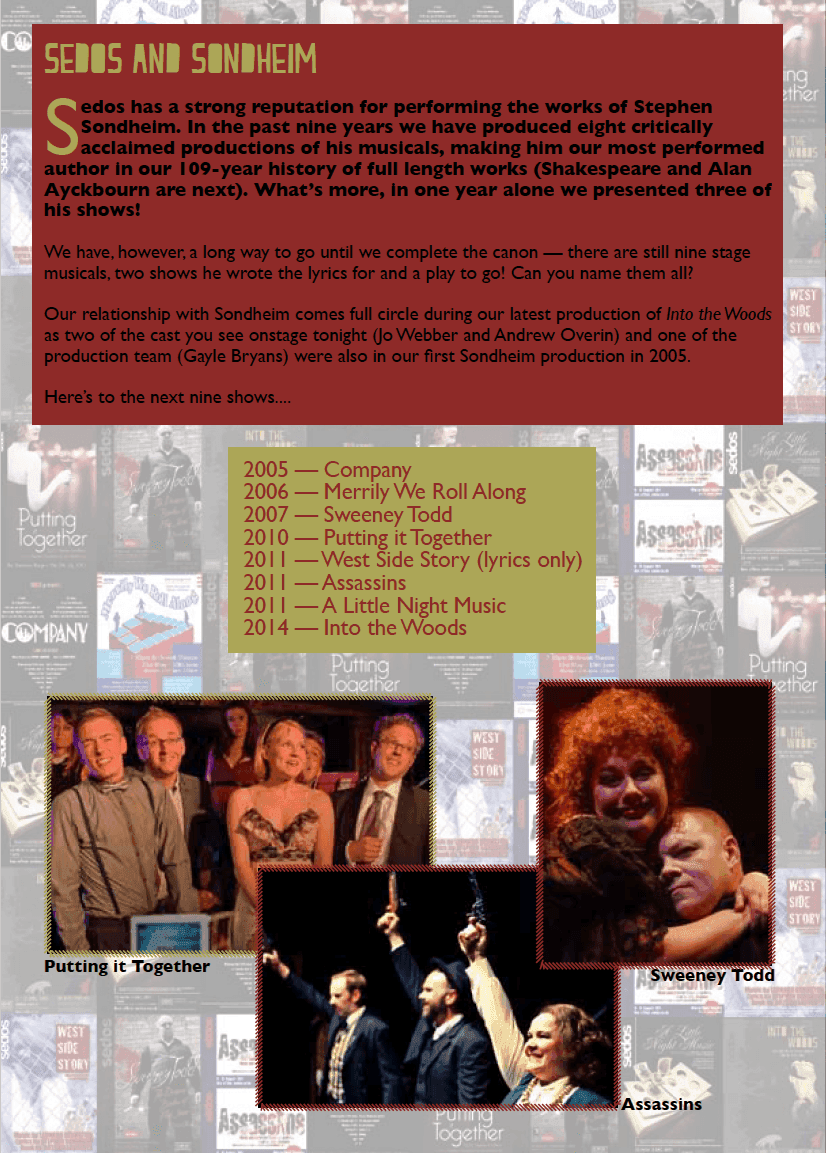 SEDOS AND SONDHEIM
Sedos has a strong reputation for performing the works of Stephen
Sondheim. In the past nine years we have produced eight critically
acclaimed productions of his musicals, making him our most performed
author in our 109-year history of full length works (Shakespeare and Alan
Ayckbourn are next). What's more, in one year alone we presented three of
his shows!
We have, however, a long way to go until we complete the canon — there are still nine stage
musicals, two shows he wrote the lyrics for and a play to go! Can you name them all?
Our relationship with Sondheim comes full circle during our latest production of Into the Woods
as two of the cast you see onstage tonight (Jo Webber and Andrew Overin) and one of the
production team (Gayle Bryans) were also in our first Sondheim production in 2005.
Here's to the next nine shows....
2005 — Company
2006 — Merrily We Roll Along
2007 — Sweeney Todd
2010 — Putting it Together
2011 — West Side Story (lyrics only)
2011 — Assassins
2011 — A Little Night Music
2014 — Into the Woods
Putting it Together
Sweeney Todd
Assassins
WEST
SIDE
STORY
INTO THE
WOODS
Putting
Together
Sweeney Todd
Assassins
sedos
A Little
Night Music
COMPANY
Merrily We Roll Along